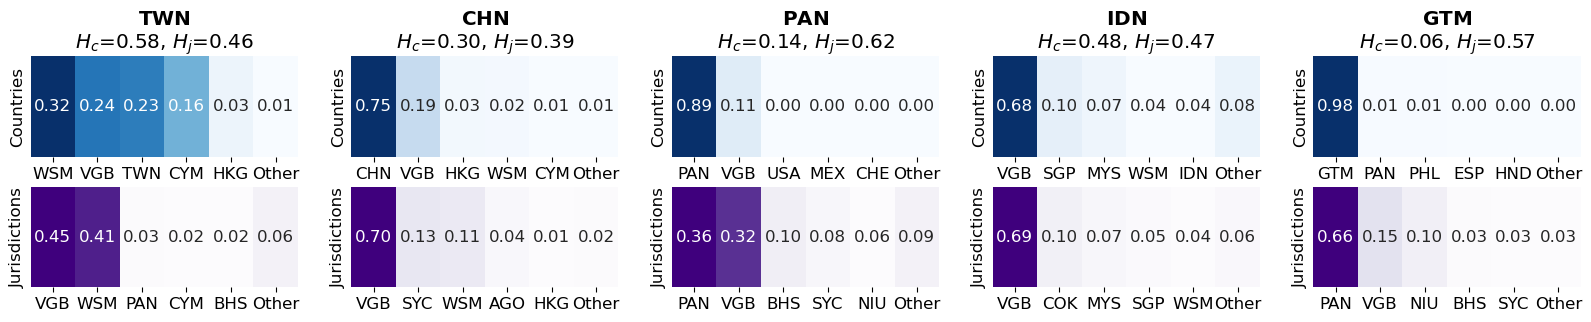 TWN
H_c=0.58, H_j=0.46
Countries
0.32 0.24 0.23 0.16 0.03 0.01
WSM VGB TWN CYM HKG Other
Jurisdictions
0.45 0.41 0.03 0.02 0.02 0.06
VGB WSM PAN CYM BHS Other
CHN
H_c=0.30, H_j=0.39
Countries
0.75 0.19 0.03 0.02 0.01 0.01
CHN VGB HKG WSM CYM Other
Jurisdictions
0.70 0.13 0.11 0.04 0.01 0.02
VGB SYC WSM AGO HKG Other
PAN
H_c=0.14, H_j=0.62
Countries
0.89 0.11 0.00 0.00 0.00 0.00
PAN VGB USA MEX CHE Other
Jurisdictions
0.36 0.32 0.10 0.08 0.06 0.09
PAN VGB BHS SYC NIU Other
IDN
H_c=0.48, H_j=0.47
Countries
0.68 0.10 0.07 0.04 0.04 0.08
VGB SGP MYS WSM IDN Other
Jurisdictions
0.69 0.10 0.07 0.05 0.04 0.06
VGB COK MYS SGP WSM Other
GTM
H_c=0.06, H_j=0.57
Countries
0.98 0.01 0.01 0.00 0.00 0.00
GTM PAN PHL ESP HND Other
Jurisdictions
0.66 0.15 0.10 0.03 0.03 0.03
PAN VGB NIU BHS SYC Other